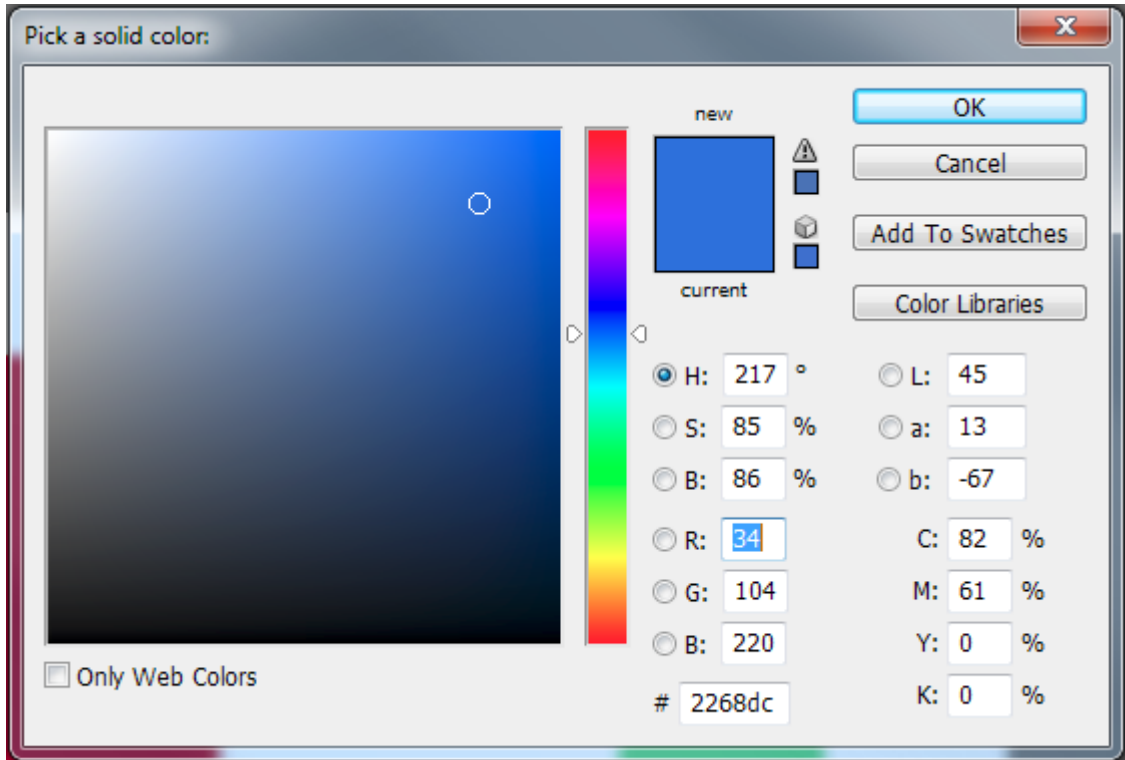 Pick a solid color:
new
current
OK
Cancel
Add To Swatches
Color Libraries
H: 217 °
S: 85 %
B: 86 %
R: 34
G: 104
B: 220
# 2268dc
L: 45
a: 13
b: -67
C: 82 %
M: 61 %
Y: 0 %
K: 0 %
Only Web Colors